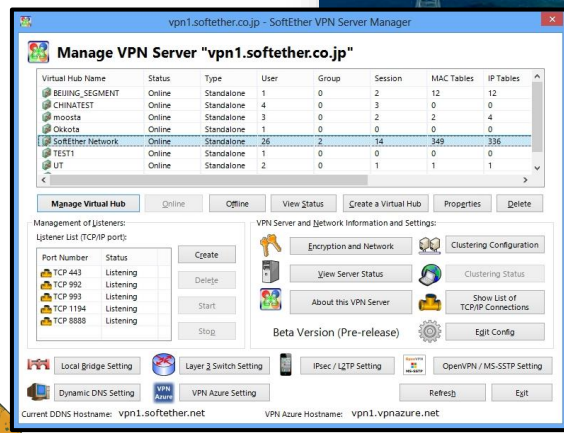 vpn1.softether.co.jp - SoftEther VPN Server Manager
Manage VPN Server "vpn1.softether.co.jp"
Virtual Hub Name Status Type User Group Session MAC Tables IP Tables
BEIJING_SEGMENT Online Standalone 1 0 2 12 12
CHINATEST Online Standalone 4 0 3 0 0
moosta Online Standalone 3 0 2 2 4
Okkota Online Standalone 1 0 0 0 0
SoftEther Network Online Standalone 26 2 14 349 336
TEST1 Online Standalone 1 0 0 0 0
UT Online Standalone 2 0 1 1 1
Manage Virtual Hub Online Offline View Status Create a Virtual Hub Properties Delete
Management of Listeners:
Listener List (TCP/IP port):
Port Number Status
TCP 443 Listening
TCP 992 Listening
TCP 993 Listening
TCP 1194 Listening
TCP 8888 Listening
Create
Delete
Start
Stop
VPN Server and Network Information and Settings:
Encryption and Network
Clustering Configuration
View Server Status
Clustering Status
About this VPN Server
Show List of
TCP/IP Connections
Beta Version (Pre-release)
Edit Config
Local Bridge Setting
Layer 3 Switch Setting
IPsec / L2TP Setting
OpenVPN / MS-SSTP Setting
Dynamic DNS Setting
VPN
Azure
VPN Azure Setting
Refresh
Exit
Current DDNS Hostname: vpn1.softether.net
VPN Azure Hostname: vpn1.vpnazure.net